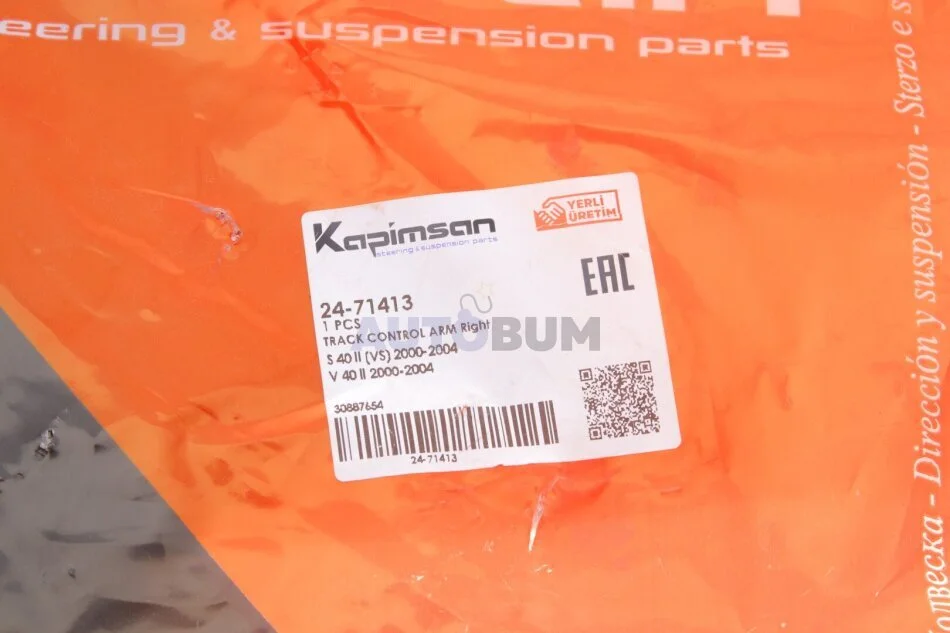 eering & suspension parts
Kapimsan
steering & suspension parts
YERLİ
ÜRETİM
EAC
24-71413
1 PCS
TRACK CONTROL ARM Right
S 40 II (VS) 2000-2004
V 40 II 2000-2004
30887654
24-71413
AUTOBUM
одвеска - Dirección y suspensión - Sterzo e s